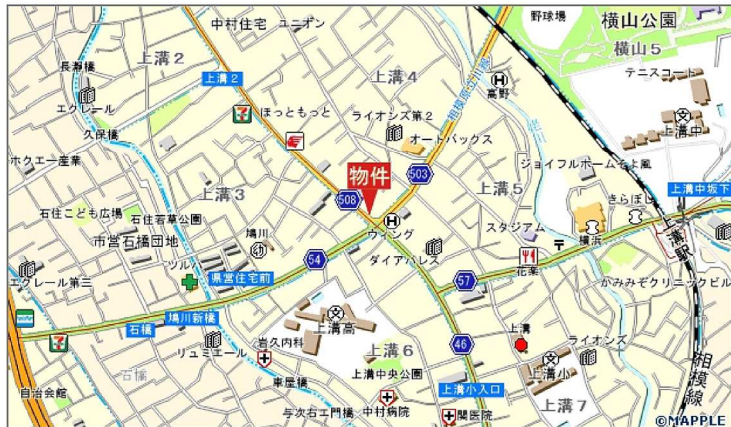 野球場
横山公園
横山5
中村住宅
ユニオン
上溝2
上溝4
長瀬橋
上溝2
相模原立川線
高野
テニスコート
エクレール
ほっともっと
ライオンズ第2
上溝中
久保橋
オートバックス
ホクエー産業
物件
503
ジョイフルホームそよ風
上溝3
508
上溝5
きらぼし
上溝中坂下
石住こども広場
石住若草公園
市営石橋団地
鳩川
ウィング
スタジアム
横浜
上溝駅
54
ダイアパレス
花楽
ツルハ
県営住宅前
57
かみみぞクリニックビル
エクレール第三
鳩川新橋
上溝高
石橋
上溝
リュミエール
岩久内科
46
ライオンズ
上溝6
相模線
石橋
車屋橋
上溝中央公園
上溝小入口
上溝小
自治会館
与次右エ門橋
中村病院
関医院
上溝7
©MAPPLE